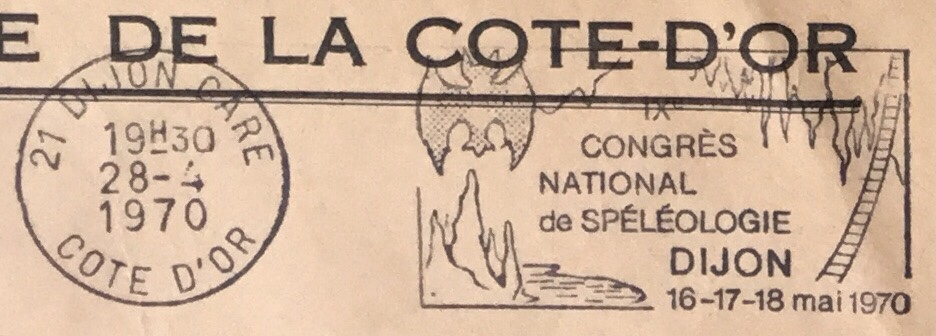 E DE LA COTE-D'OR
21 DIJON GARE
19H30
28-4
1970
COTE D'OR
IXe
CONGRÈS
NATIONAL
de SPÉLÉOLOGIE
DIJON
16-17-18 mai 1970